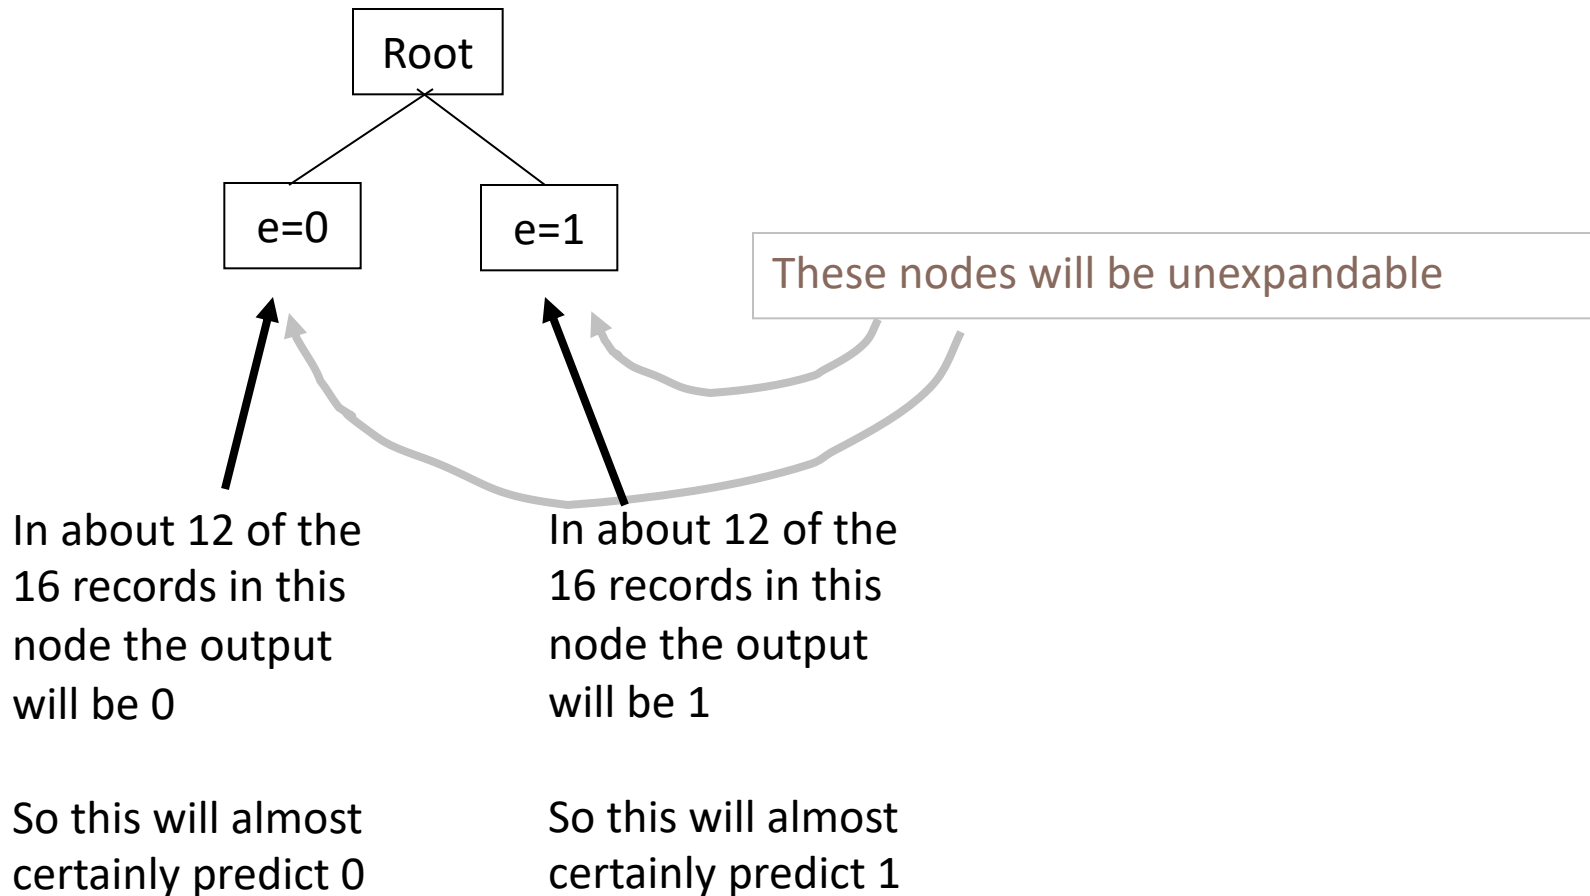 Root
e=0
e=1
These nodes will be unexpandable
In about 12 of the
16 records in this
node the output
will be 0
So this will almost
certainly predict 0
In about 12 of the
16 records in this
node the output
will be 1
So this will almost
certainly predict 1